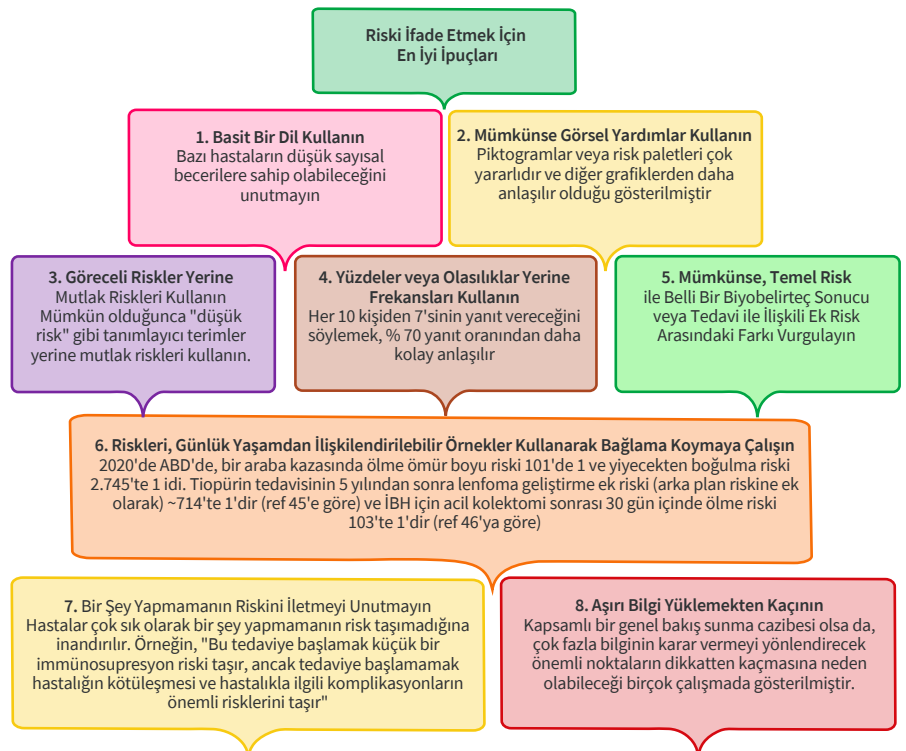 Riski İfade Etmek İçin
En İyi İpuçları
1. Basit Bir Dil Kullanın
Bazı hastaların düşük sayısal
becerilere sahip olabileceğini
unutmayın
2. Mümkünse Görsel Yardımlar Kullanın
Piktogramlar veya risk paletleri çok
yararlıdır ve diğer grafiklerden daha
anlaşılır olduğu gösterilmiştir
3. Göreceli Riskler Yerine
Mutlak Riskleri Kullanın
Mümkün olduğunca "düşük
risk" gibi tanımlayıcı terimler
yerine mutlak riskleri kullanın.
4. Yüzdeler veya Olasılıklar Yerine
Frekansları Kullanın
Her 10 kişiden 7'sinin yanıt vereceğini
söylemek, % 70 yanıt oranından daha
kolay anlaşılır
5. Mümkünse, Temel Risk
ile Belli Bir Biyobelirteç Sonucu
veya Tedavi ile İlişkili Ek Risk
Arasındaki Farkı Vurgulayın
6. Riskleri, Günlük Yaşamdan İlişkilendirilebilir Örnekler Kullanarak Bağlama Koymaya Çalışın
2020'de ABD'de, bir araba kazasında ölme ömür boyu riski 101'de 1 ve yiyecekten boğulma riski
2.745'te 1 idi. Tiopürin tedavisinin 5 yılından sonra lenfoma geliştirme ek riski (arka plan riskine ek
olarak) ~714'te 1'dir (ref 45'e göre) ve İBH için acil kolektomi sonrası 30 gün içinde ölme riski
103'te 1'dir (ref 46'ya göre)
7. Bir Şey Yapmamanın Riskini İletmeyi Unutmayın
Hastalar çok sık olarak bir şey yapmamanın risk taşımadığına
inandırılır. Örneğin, "Bu tedaviye başlamak küçük bir
immünosupresyon riski taşır, ancak tedaviye başlamamak
hastalığın kötüleşmesi ve hastalıkla ilgili komplikasyonların
önemli risklerini taşır"
8. Aşırı Bilgi Yüklemekten Kaçının
Kapsamlı bir genel bakış sunma cazibesi olsa da,
çok fazla bilginin karar vermeyi yönlendirecek
önemli noktaların dikkatten kaçmasına neden
olabileceği birçok çalışmada gösterilmiştir.